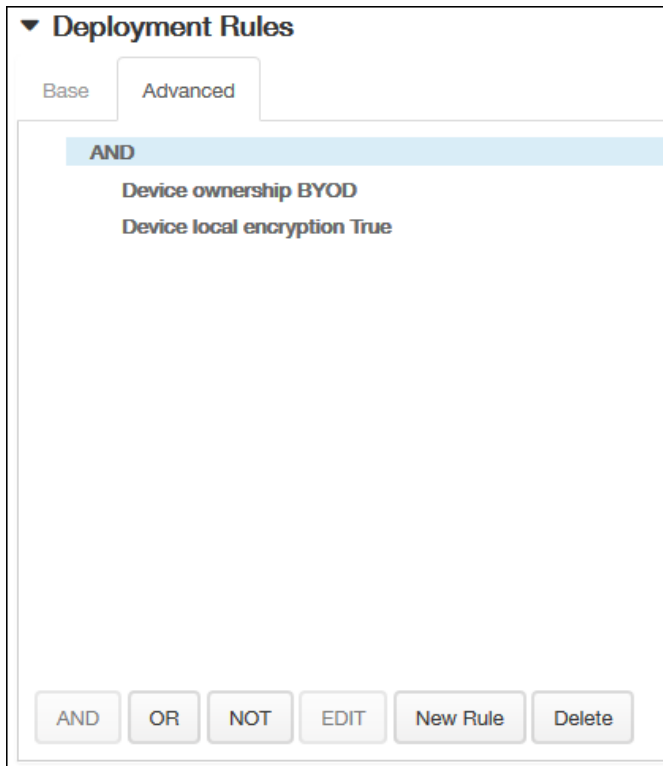 Deployment Rules
Base Advanced
AND
Device ownership BYOD
Device local encryption True
AND OR NOT EDIT New Rule Delete